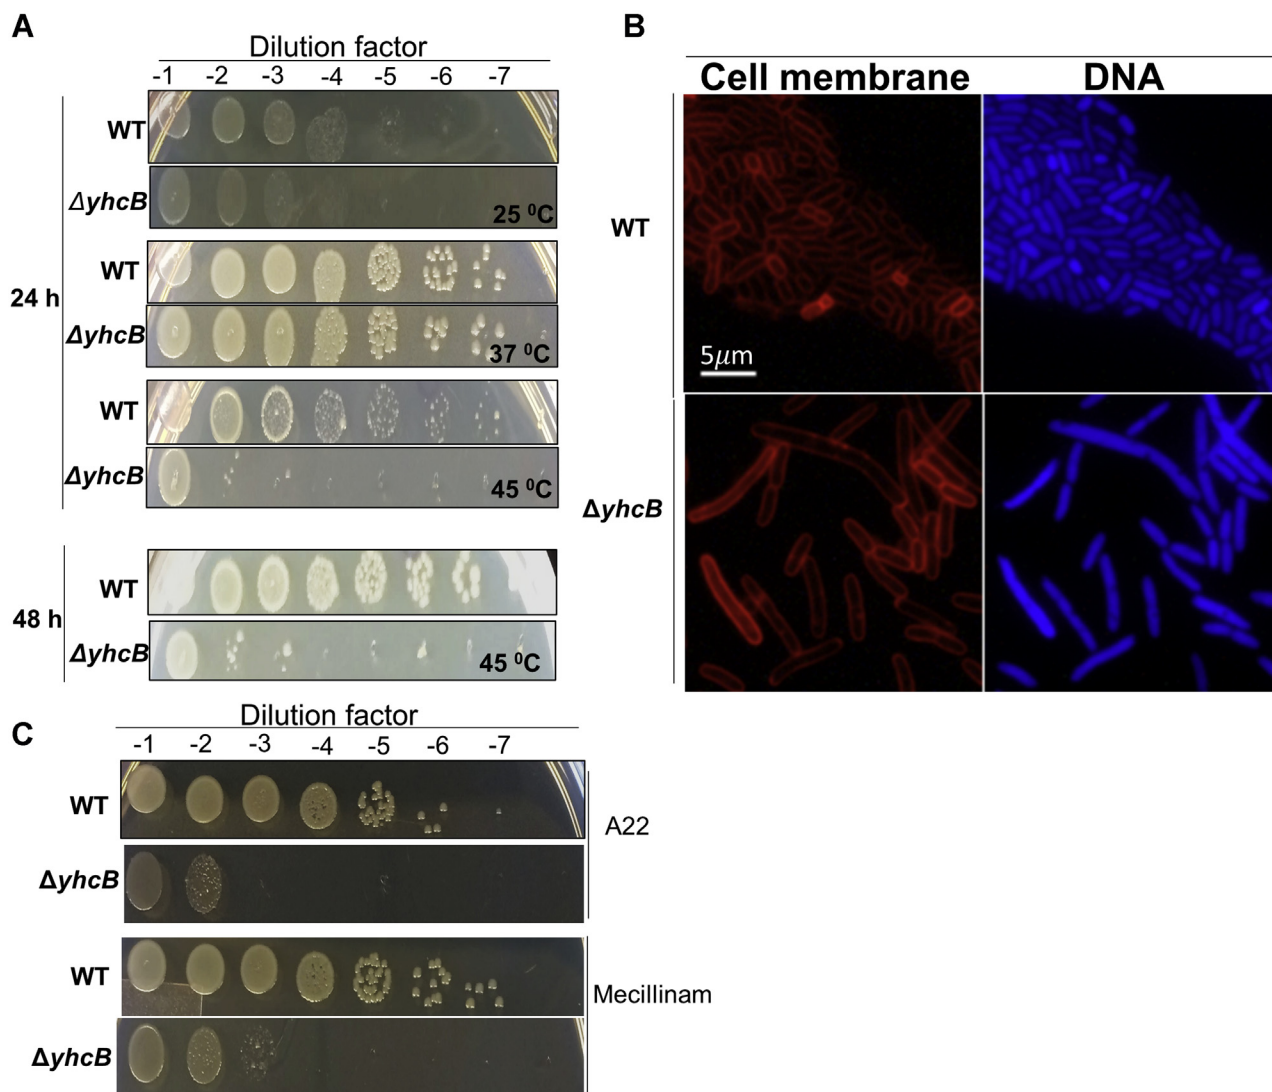 A
Dilution factor
-1 -2 -3 -4 -5 -6 -7
24 h
WT
ΔyhcB
25 ⁰C
WT
ΔyhcB
37 ⁰C
WT
ΔyhcB
45 ⁰C
48 h
WT
ΔyhcB
45 ⁰C
B
Cell membrane DNA
WT
5μm
ΔyhcB
C
Dilution factor
-1 -2 -3 -4 -5 -6 -7
WT
ΔyhcB
A22
WT
ΔyhcB
Mecillinam